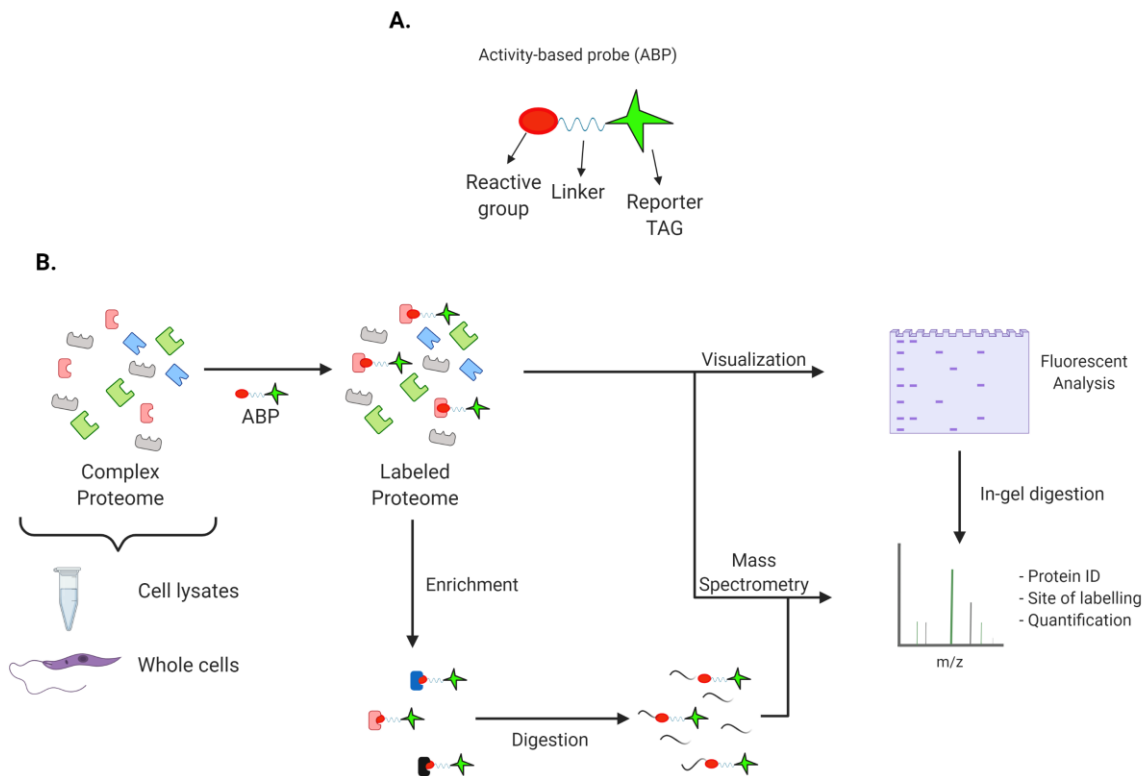 A.
Activity-based probe (ABP)
Reactive
group
Linker
Reporter
TAG
B.
ABP
Visualization
Fluorescent
Analysis
Complex
Proteome
Labeled
Proteome
In-gel digestion
Cell lysates
Enrichment
Mass
Spectrometry
- Protein ID
- Site of labelling
- Quantification
m/z
Whole cells
Digestion